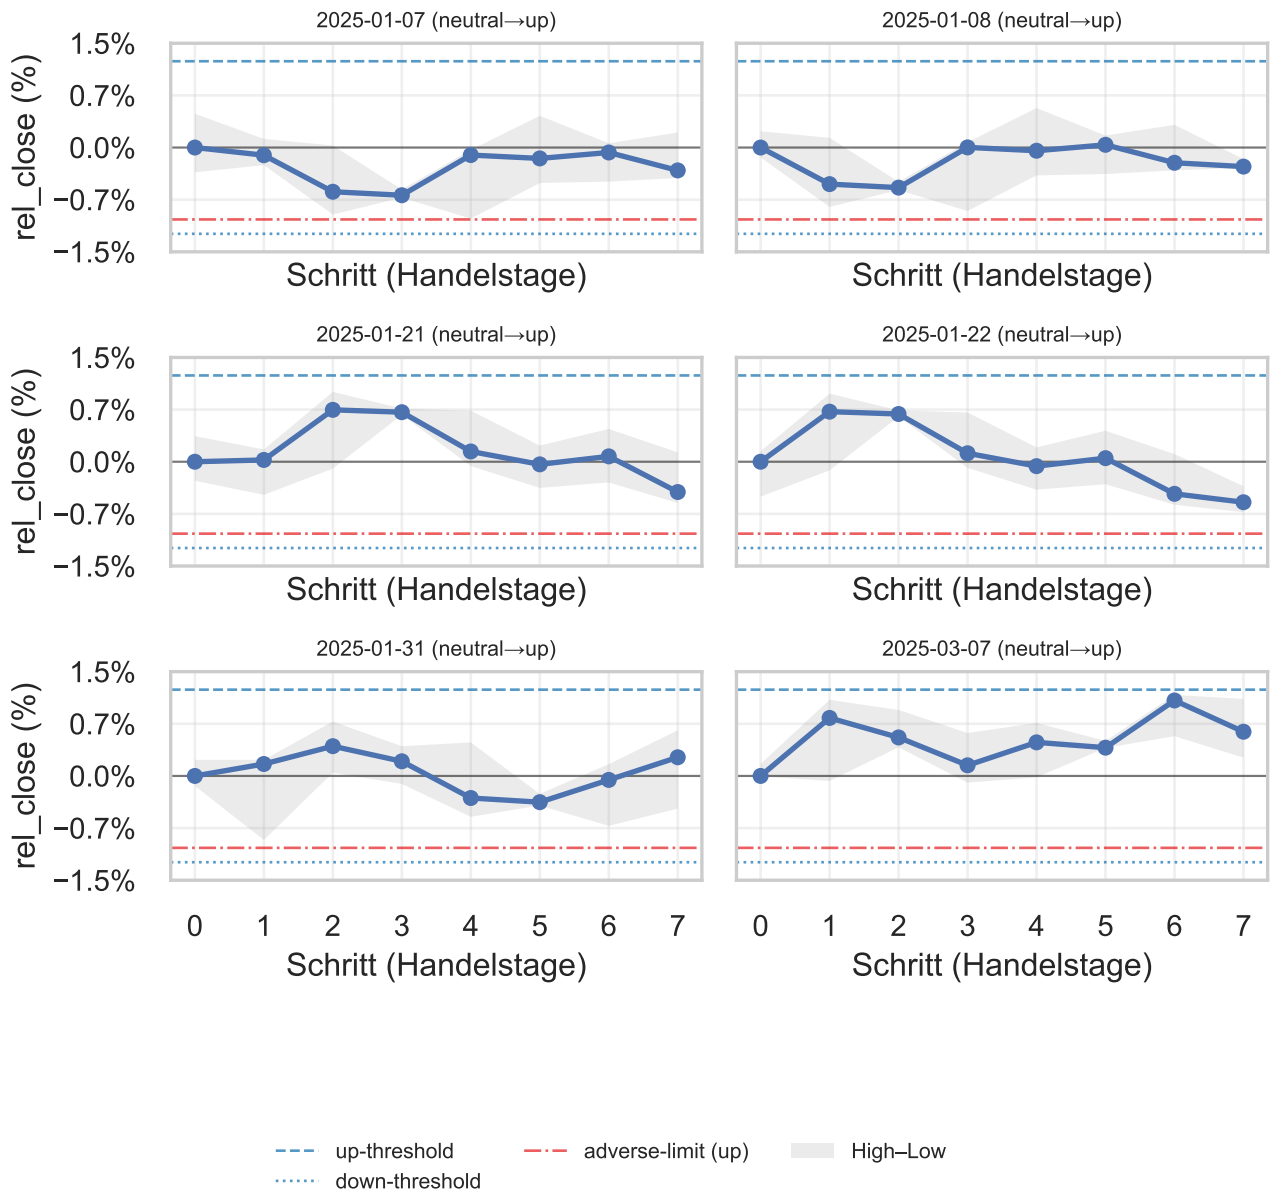 2025-01-07 (neutral→up)
2025-01-08 (neutral→up)
1.5%
0.7%
0.0%
−0.7%
−1.5%
rel_close (%)
Schritt (Handelstage)
Schritt (Handelstage)
2025-01-21 (neutral→up)
2025-01-22 (neutral→up)
1.5%
0.7%
0.0%
−0.7%
−1.5%
rel_close (%)
Schritt (Handelstage)
Schritt (Handelstage)
2025-01-31 (neutral→up)
2025-03-07 (neutral→up)
1.5%
0.7%
0.0%
−0.7%
−1.5%
rel_close (%)
0 1 2 3 4 5 6 7
0 1 2 3 4 5 6 7
Schritt (Handelstage)
Schritt (Handelstage)
up-threshold
down-threshold
adverse-limit (up)
High–Low